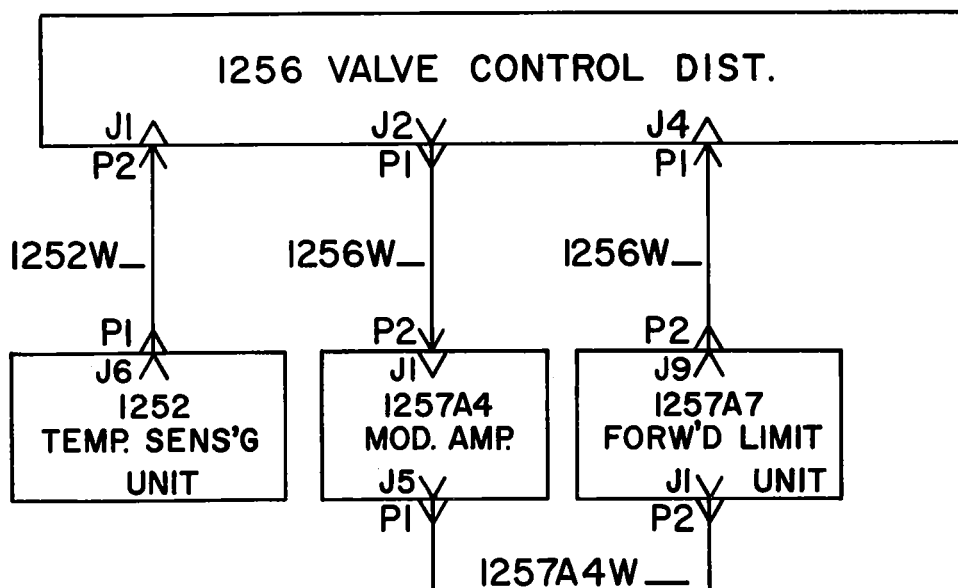 1256 VALVE CONTROL DIST.
J1 J2 J4
P2 P1 P1
1252W_ 1256W_ 1256W_
P1 P2 P2
J6 J1 J9
1252 1257A4 1257A7
TEMP. SENS'G MOD. AMP. FORW'D LIMIT
UNIT J5 J1 UNIT
P1 P2
1257A4W_